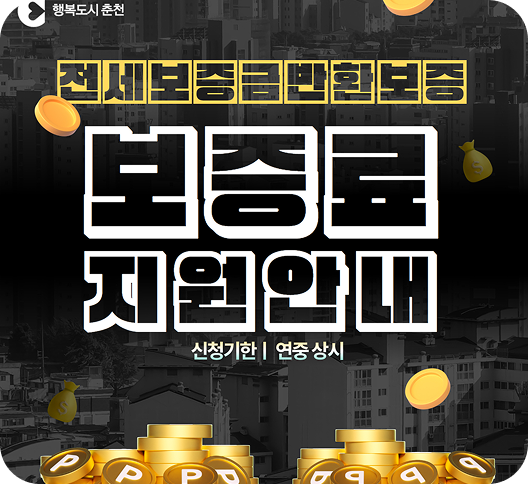 행복도시 춘천
전세보증금반환보증
보증료
지원안내
신청기한 | 연중 상시
P P P P P P P P